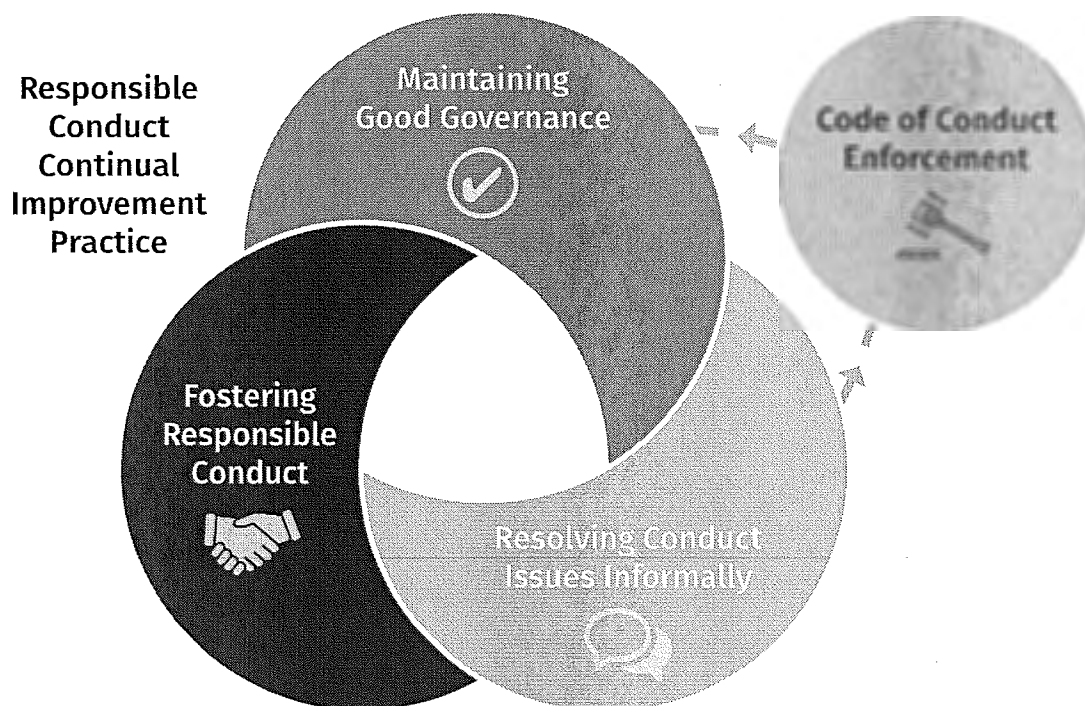 Responsible
Conduct
Continual
Improvement
Practice
Maintaining
Good Governance
Code of Conduct
Enforcement
Fostering
Responsible
Conduct
Resolving Conduct
Issues Informally